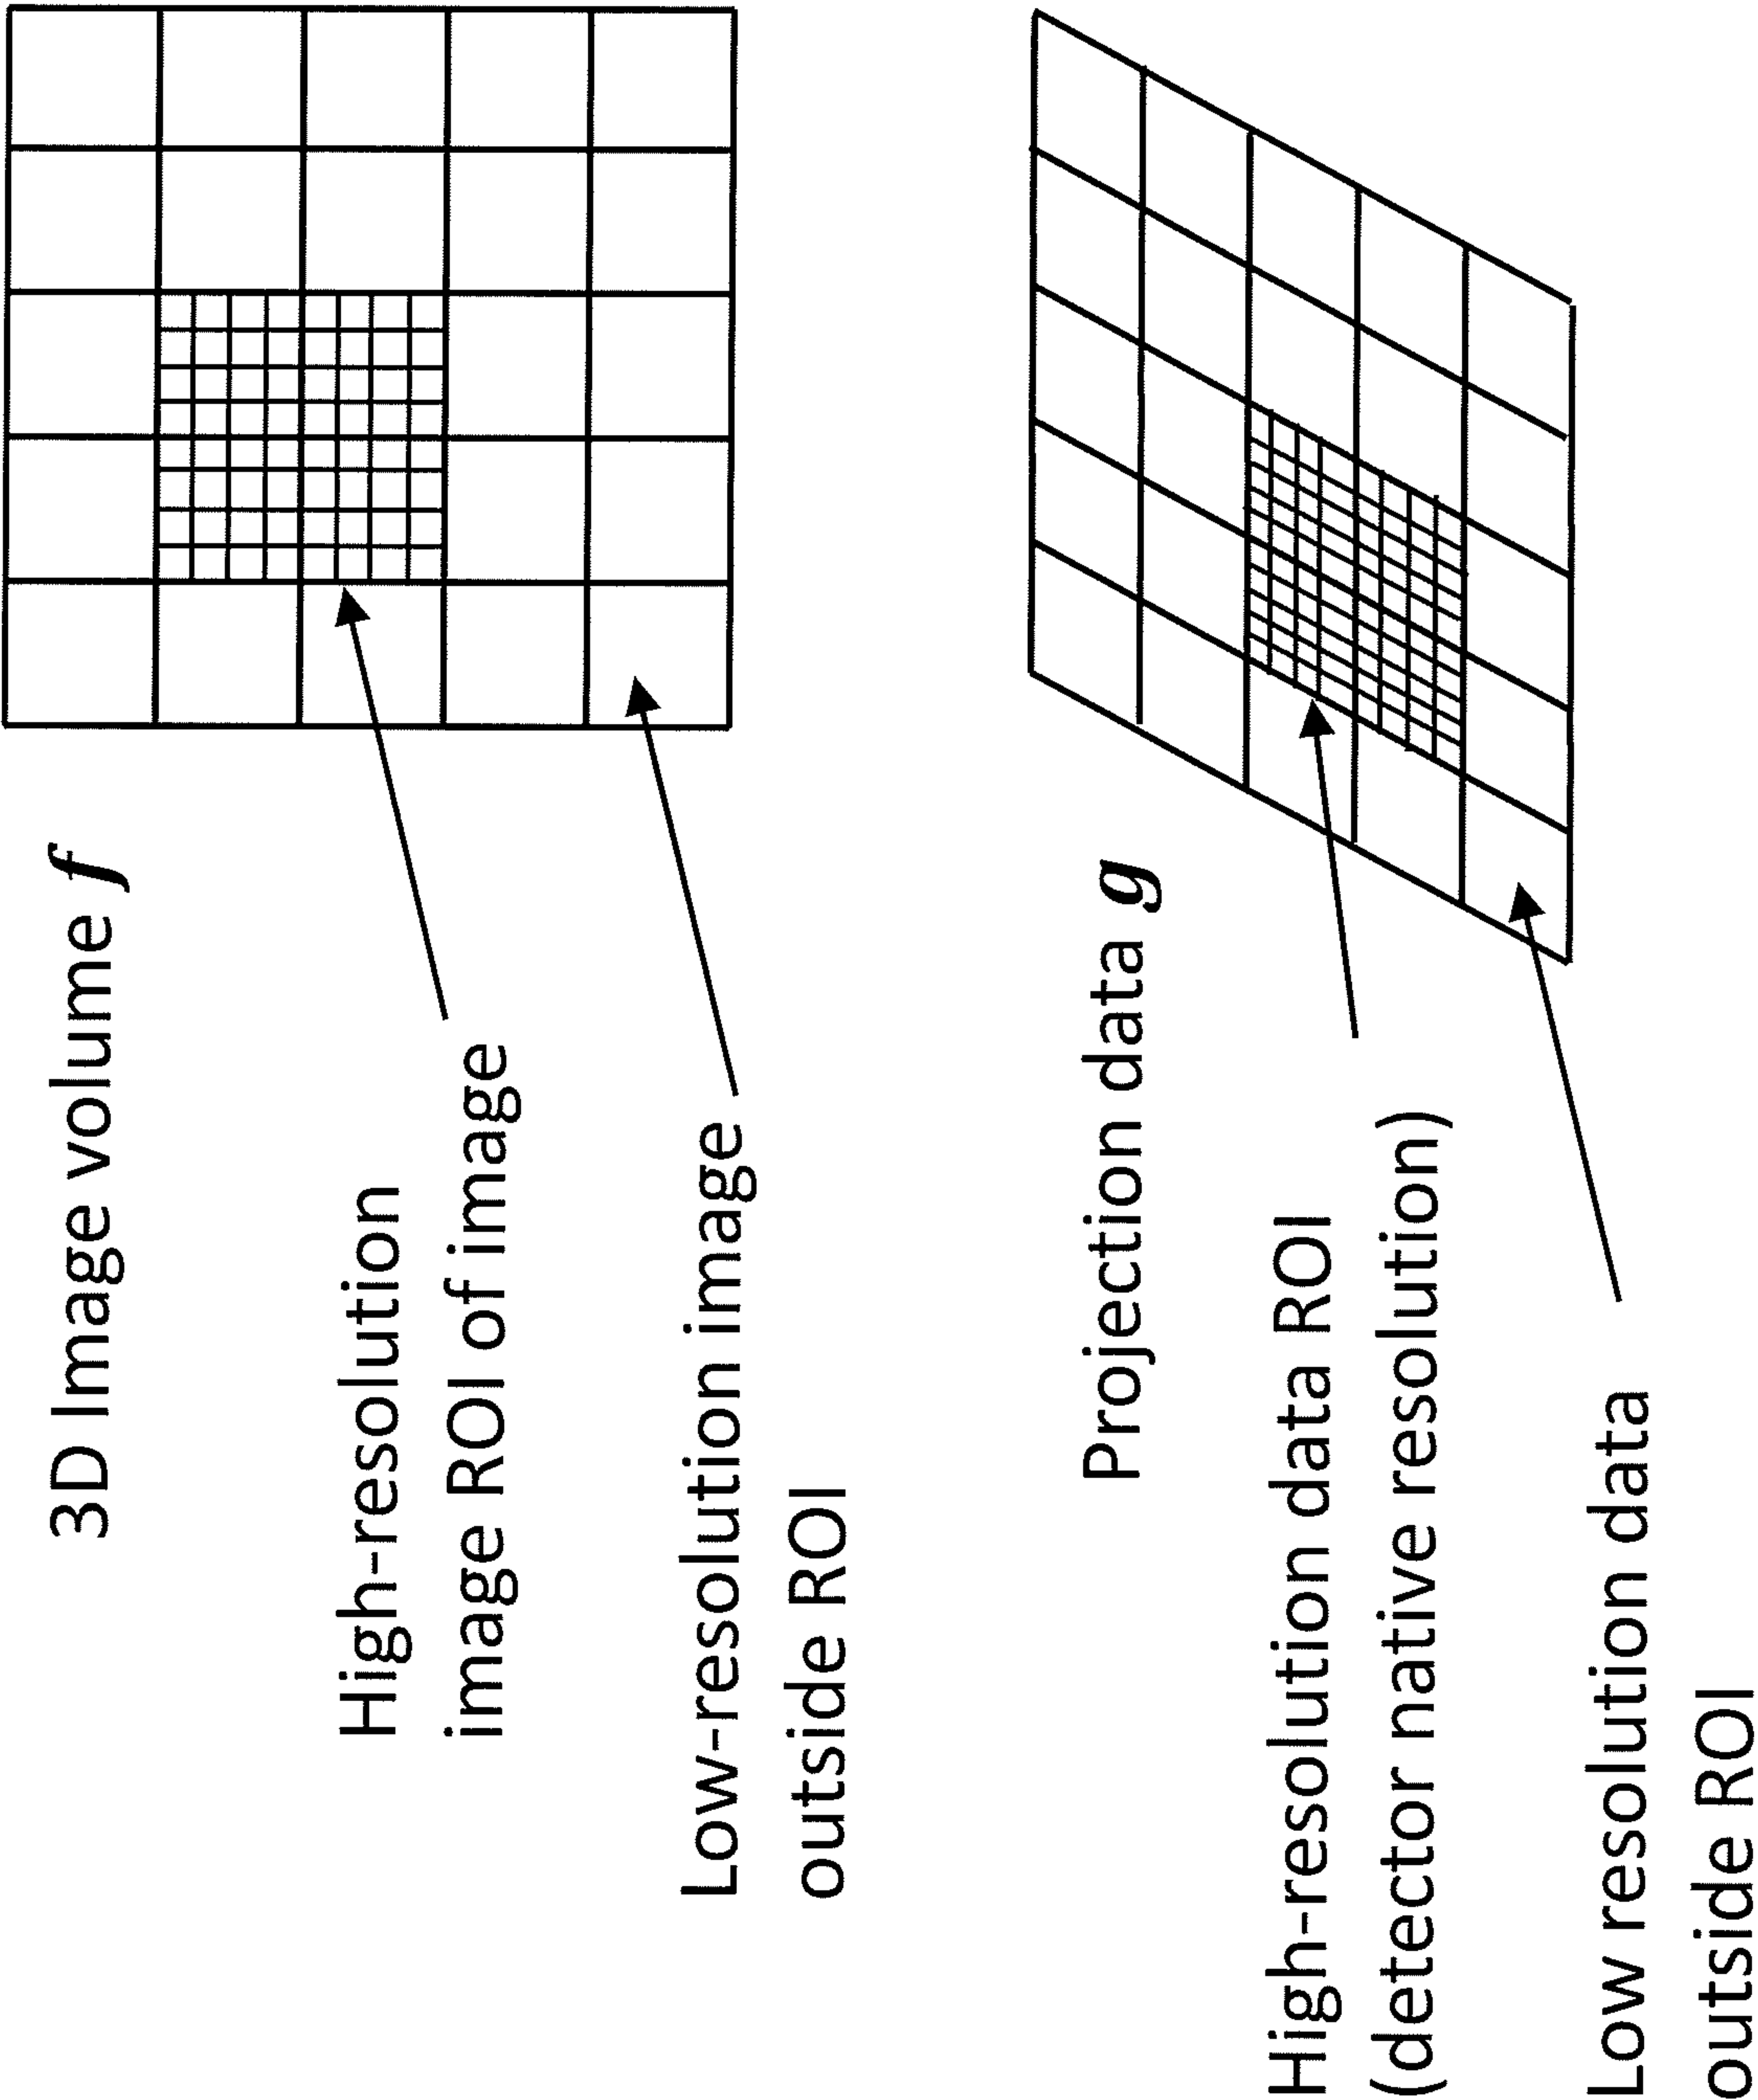 3D Image volume f
High-resolution
image ROI of image
Low-resolution image
outside ROI
Projection data g
High-resolution data ROI
(detector native resolution)
Low resolution data
outside ROI